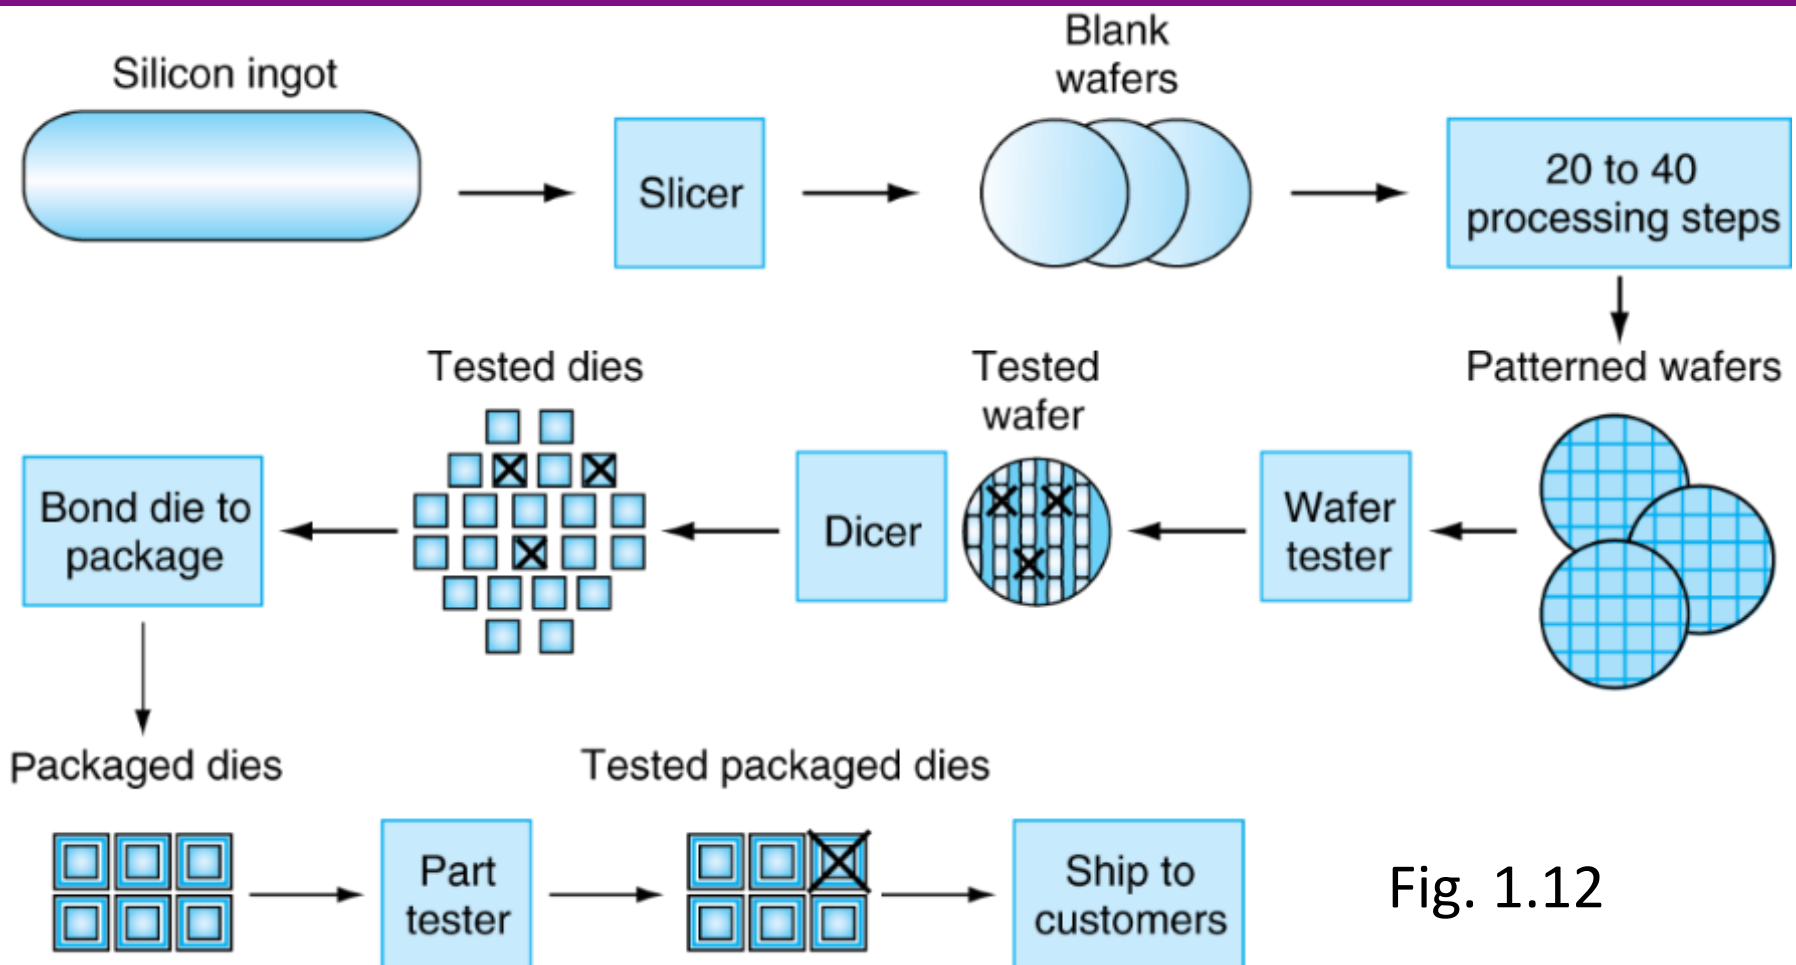 Silicon ingot
Slicer
Blank
wafers
20 to 40
processing steps
Patterned wafers
Wafer
tester
Tested
wafer
Dicer
Tested dies
Bond die to
package
Packaged dies
Part
tester
Tested packaged dies
Ship to
customers
Fig. 1.12